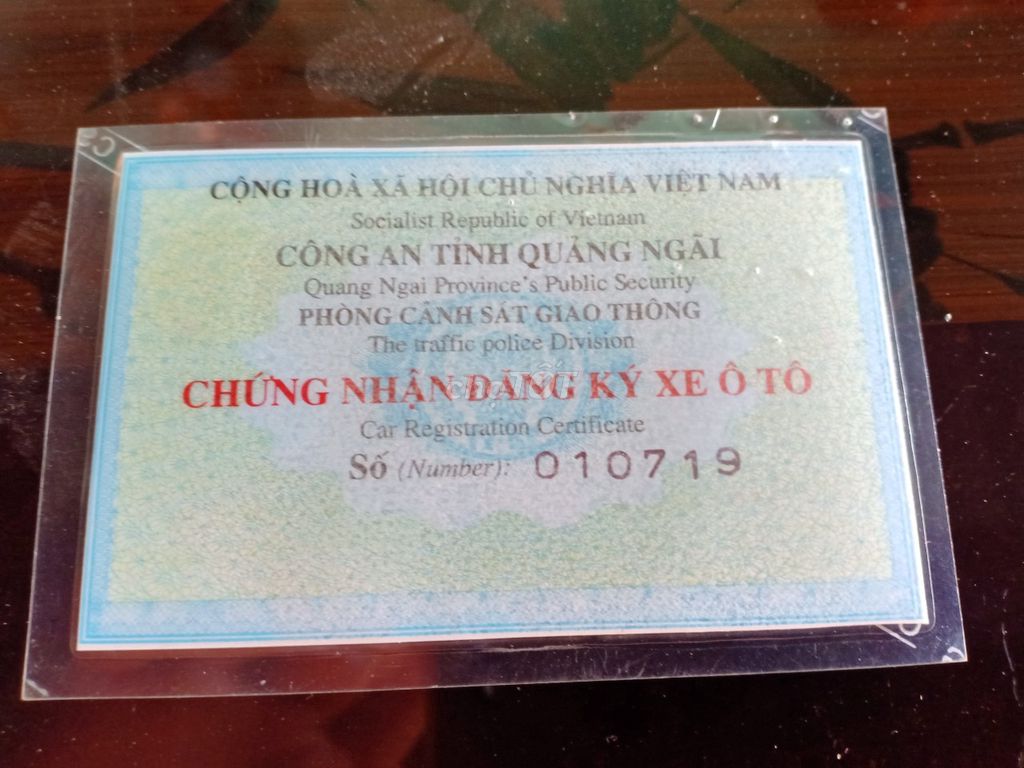 CỘNG HOÀ XÃ HỘI CHỦ NGHĨA VIỆT NAM
Socialist Republic of Vietnam
CÔNG AN TỈNH QUẢNG NGÃI
Quang Ngai Province's Public Security
PHÒNG CẢNH SÁT GIAO THÔNG
The traffic police Division
CHỨNG NHẬN ĐĂNG KÝ XE Ô TÔ
Car Registration Certificate
Số (Number): 010719